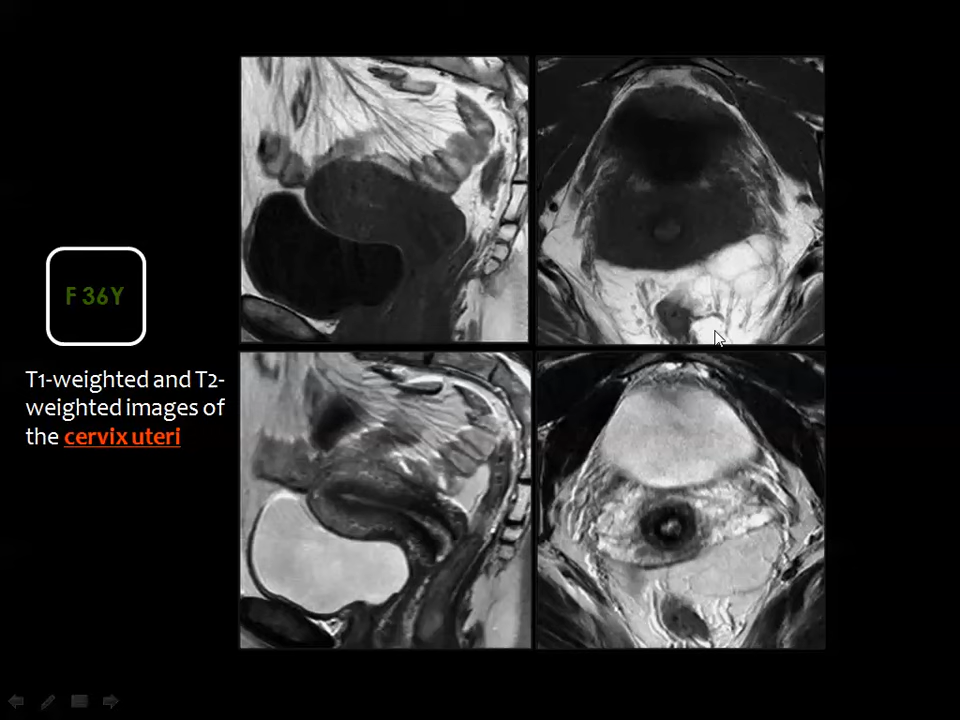 F 36Y
T1-weighted and T2-
weighted images of
the cervix uteri